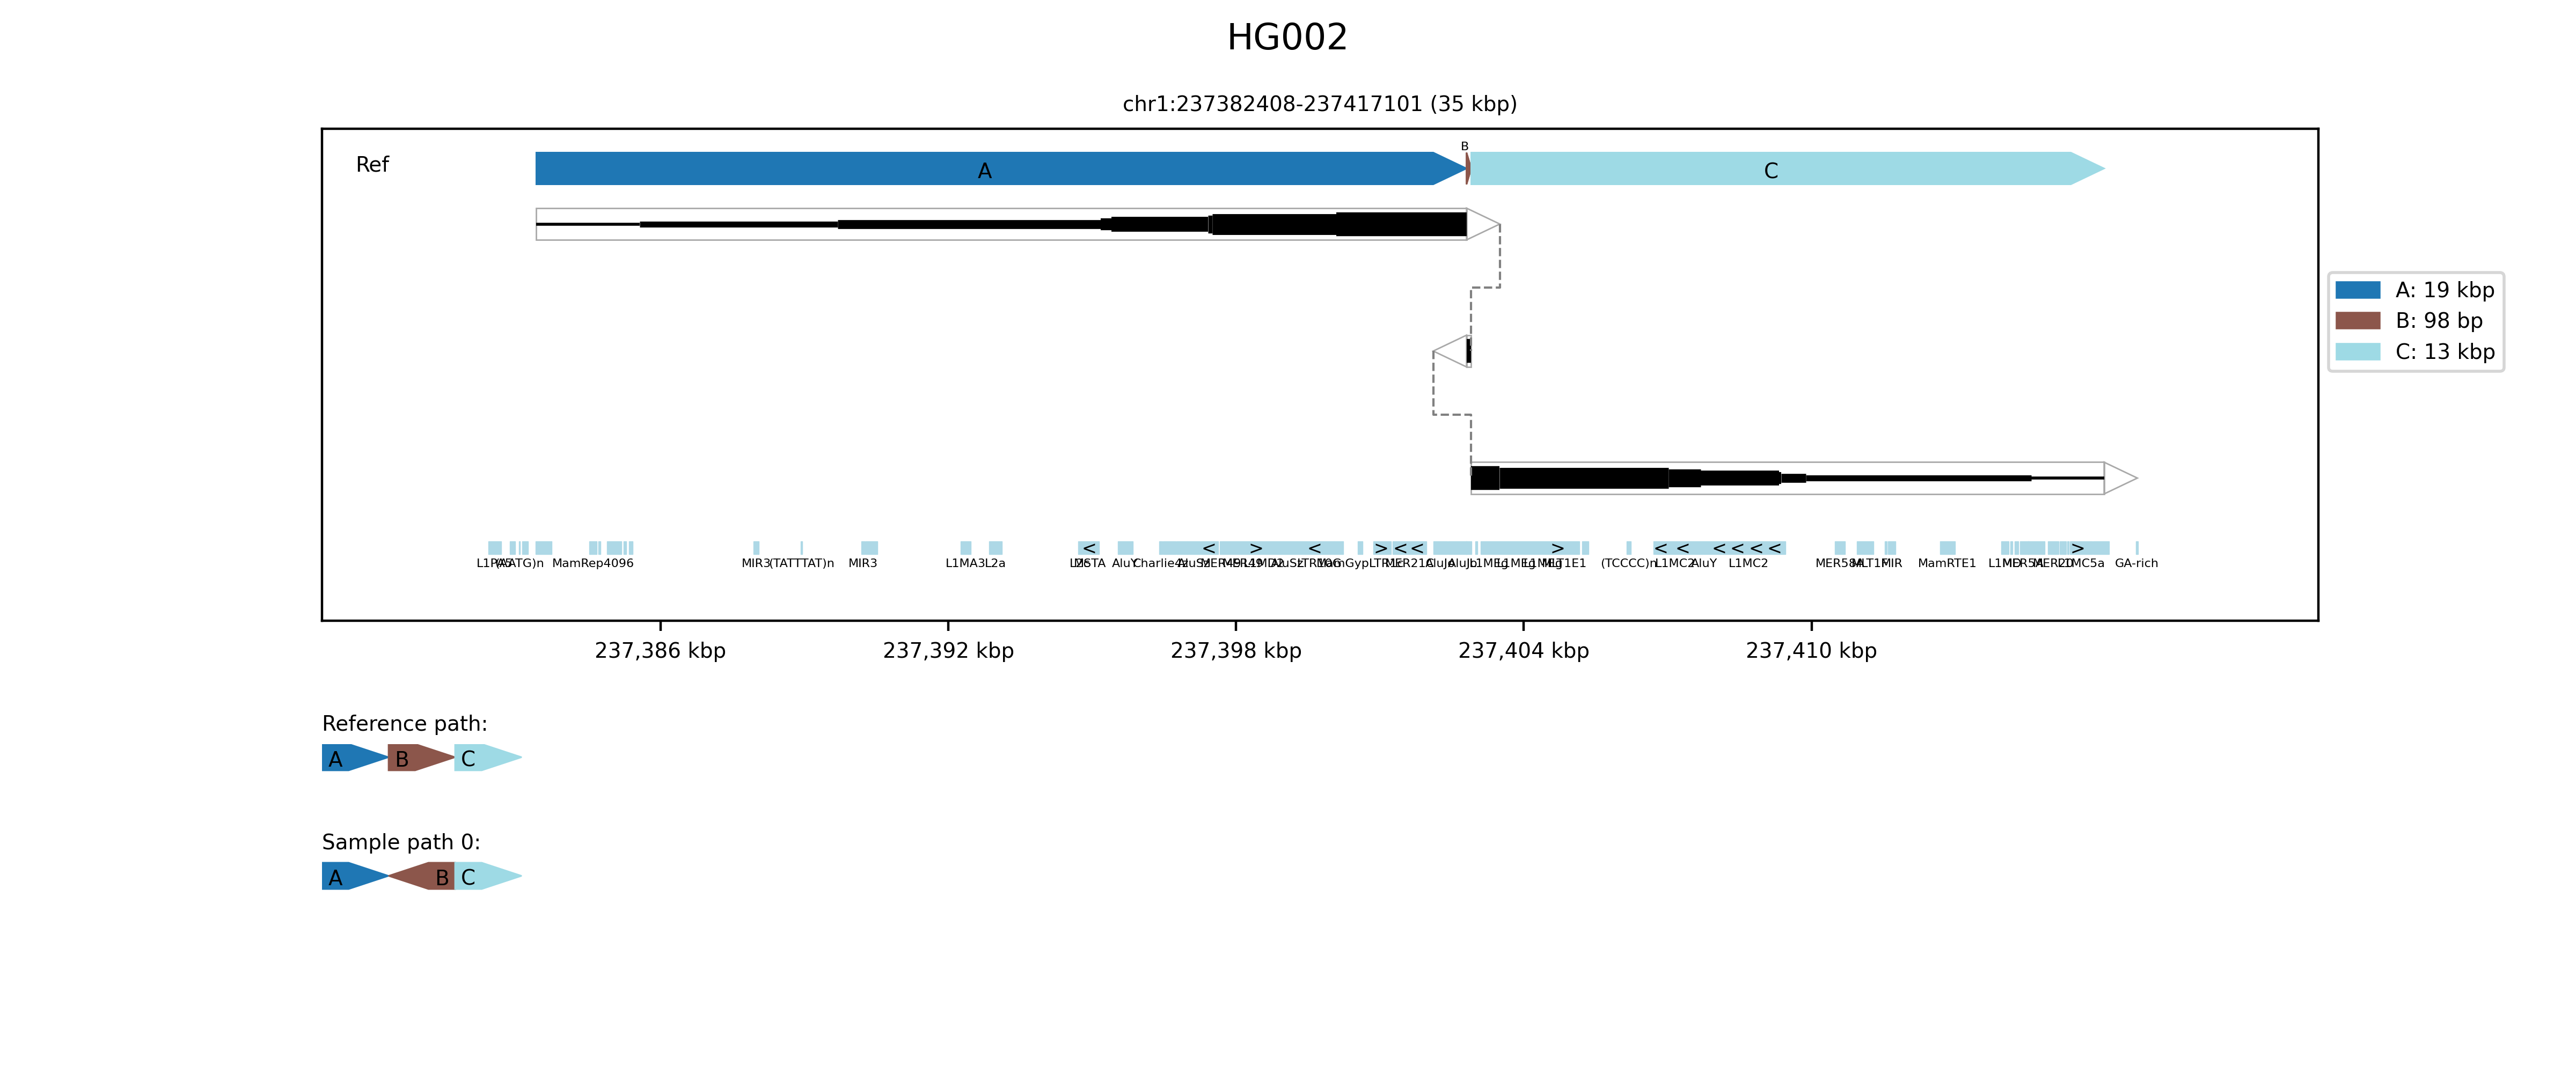 HG002
chr1:237382408-237417101 (35 kbp)
Ref
A
B
C
A: 19 kbp
B: 98 bp
C: 13 kbp
MamRep4096 MIR3 (TATTTAT)n MIR3 L1MA3 L2a AluY (TCCCC)n L1MC2 AluY L1MC2 MIR MamRTE1 L1MC5a GA-rich
237,386 kbp 237,392 kbp 237,398 kbp 237,404 kbp 237,410 kbp
Reference path:
A B C
Sample path 0:
A B C